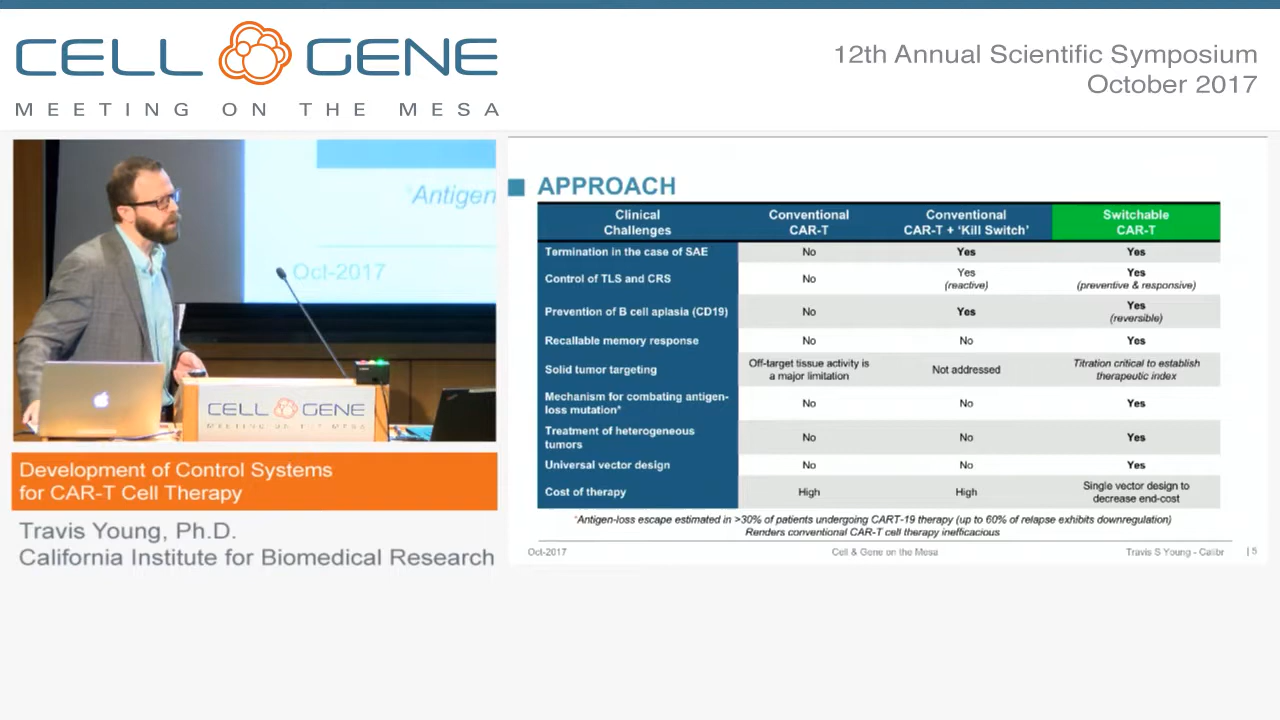 CELL GENE
MEETING ON THE MESA
12th Annual Scientific Symposium
October 2017
Antigen
Oct-2017
CELL GENE
MEETING ON THE MESA
Development of Control Systems
for CAR-T Cell Therapy
Travis Young, Ph.D.
California Institute for Biomedical Research
APPROACH
Clinical Challenges
Conventional CAR-T
Conventional CAR-T + ‘Kill Switch’
Switchable CAR-T
Termination in the case of SAE No Yes Yes
Control of TLS and CRS No Yes (reactive) Yes (preventive & responsive)
Prevention of B cell aplasia (CD19) No Yes Yes (reversible)
Recallable memory response No No Yes
Solid tumor targeting Off-target tissue activity is a major limitation Not addressed Titration critical to establish therapeutic index
Mechanism for combating antigen-loss mutation* No No Yes
Treatment of heterogeneous tumors No No Yes
Universal vector design No No Yes
Cost of therapy High High Single vector design to decrease end-cost
*Antigen-loss escape estimated in >30% of patients undergoing CART-19 therapy (up to 60% of relapse exhibits downregulation)
Renders conventional CAR-T cell therapy inefficacious
Oct-2017 Cell & Gene on the Mesa Travis S Young - Calibr | 5